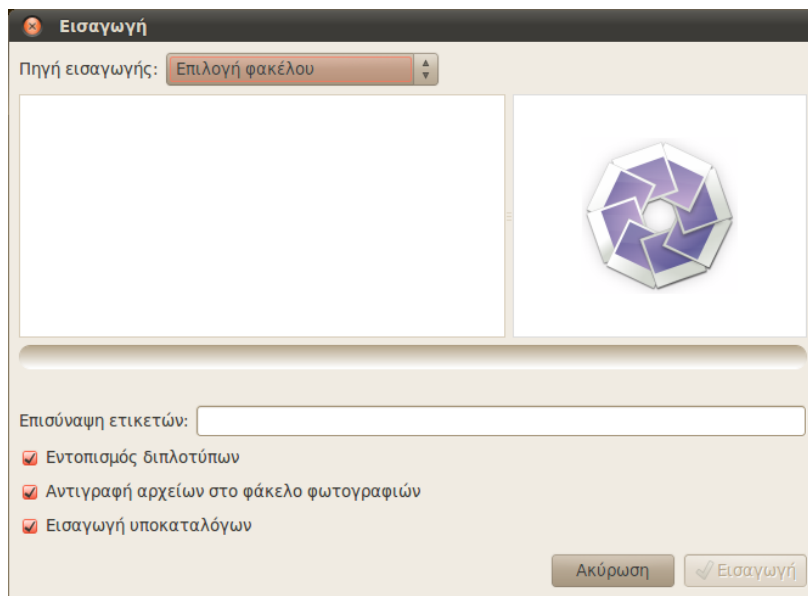 Εισαγωγή
Πηγή εισαγωγής: Επιλογή φακέλου
Επισύναψη ετικετών:
Εντοπισμός διπλοτύπων
Αντιγραφή αρχείων στο φάκελο φωτογραφιών
Εισαγωγή υποκαταλόγων
Ακύρωση Εισαγωγή